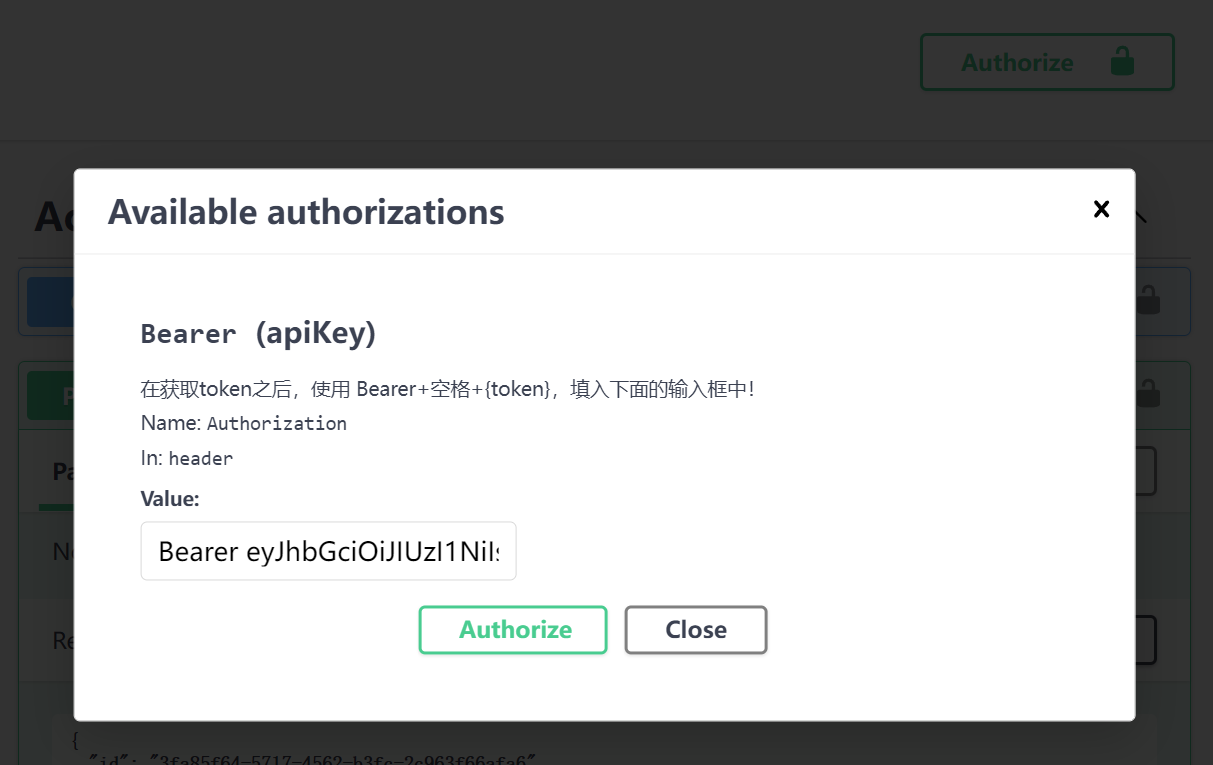 Authorize
Available authorizations
Bearer (apiKey)
在获取token之后，使用 Bearer+空格+{token}，填入下面的输入框中！
Name: Authorization
In: header
Value:
Bearer eyJhbGciOiJIUzI1NiIs
Authorize
Close
{
"id": "3fa85f64-5717-4562-b3fc-2c963f66afa6"